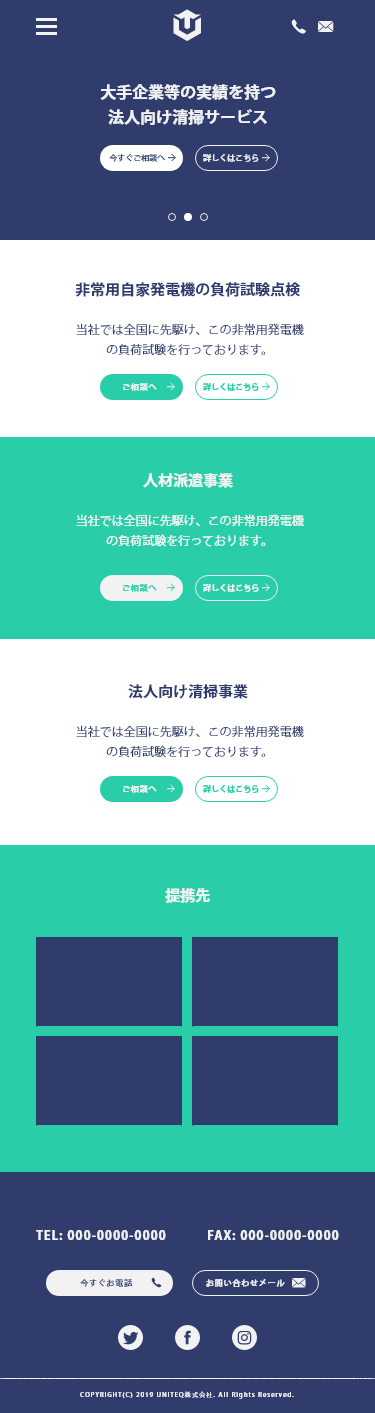 大手企業等の実績を持つ
法人向け清掃サービス
今すぐご相談へ
詳しくはこちら
非常用自家発電機の負荷試験点検
当社では全国に先駆け、この非常用発電機
の負荷試験を行っております。
ご相談へ
詳しくはこちら
人材派遣事業
当社では全国に先駆け、この非常用発電機
の負荷試験を行っております。
ご相談へ
詳しくはこちら
法人向け清掃事業
当社では全国に先駆け、この非常用発電機
の負荷試験を行っております。
ご相談へ
詳しくはこちら
提携先
TEL: 000-0000-0000
FAX: 000-0000-0000
今すぐお電話
お問い合わせメール
COPYRIGHT(C) 2019 UNITEQ株式会社. All Rights Reserved.